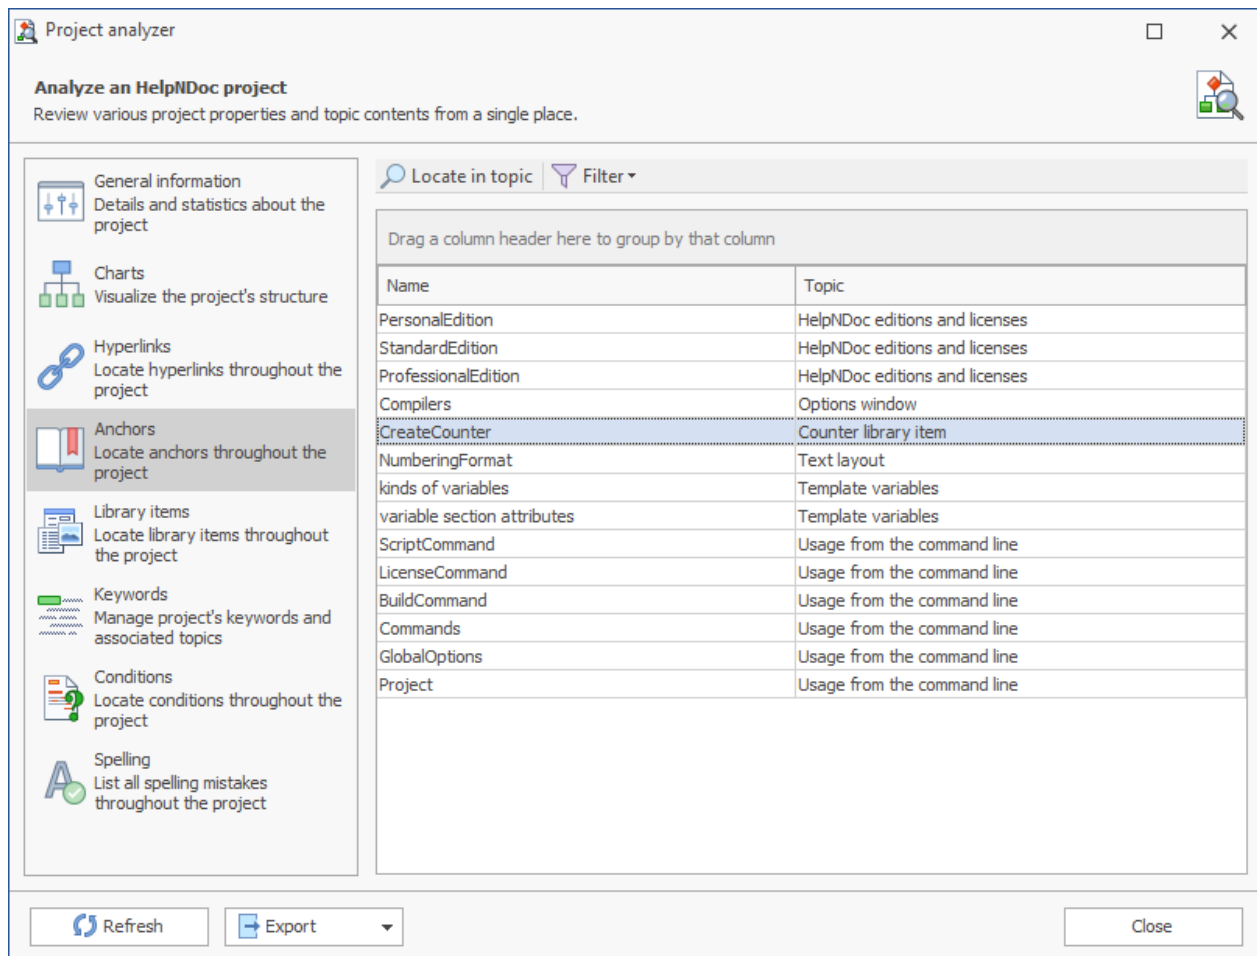 Project analyzer
Analyze an HelpNDoc project
Review various project properties and topic contents from a single place.
General information
Details and statistics about the
project
Charts
Visualize the project's structure
Hyperlinks
Locate hyperlinks throughout the
project
Anchors
Locate anchors throughout the
project
Library items
Locate library items throughout
the project
Keywords
Manage project's keywords and
associated topics
Conditions
Locate conditions throughout the
project
Spelling
List all spelling mistakes
throughout the project
Locate in topic Filter
Drag a column header here to group by that column
Name Topic
PersonalEdition HelpNDoc editions and licenses
StandardEdition HelpNDoc editions and licenses
ProfessionalEdition HelpNDoc editions and licenses
Compilers Options window
CreateCounter Counter library item
NumberingFormat Text layout
kinds of variables Template variables
variable section attributes Template variables
ScriptCommand Usage from the command line
LicenseCommand Usage from the command line
BuildCommand Usage from the command line
Commands Usage from the command line
GlobalOptions Usage from the command line
Project Usage from the command line
Refresh Export Close